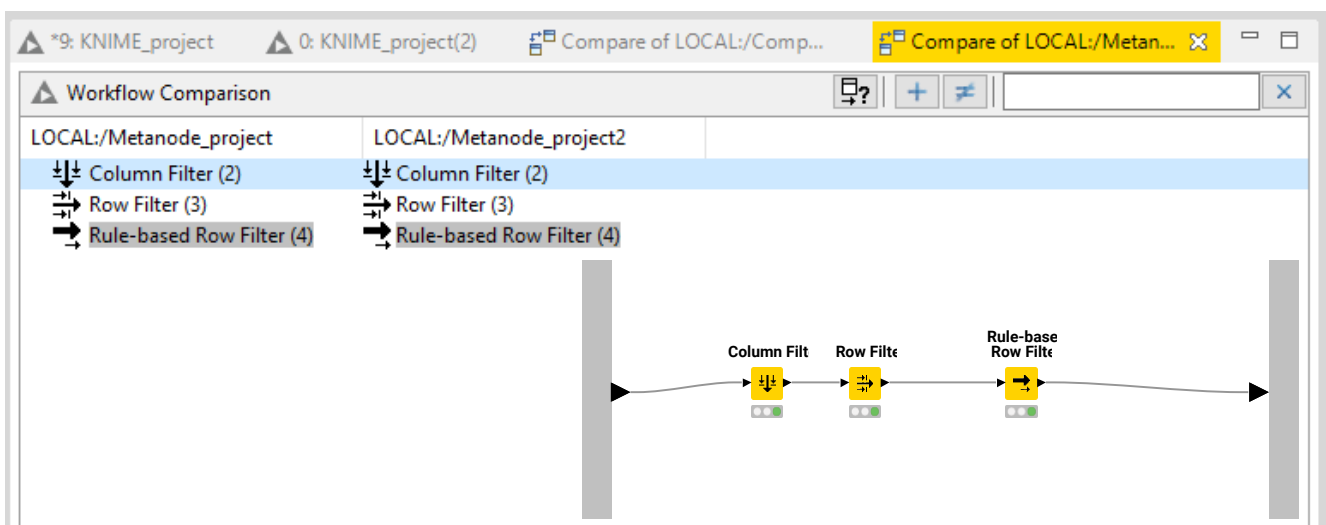 *9: KNIME_project 0: KNIME_project(2) Compare of LOCAL:/Comp... Compare of LOCAL:/Metan...
Workflow Comparison ?
LOCAL:/Metanode_project LOCAL:/Metanode_project2
Column Filter (2) Column Filter (2)
Row Filter (3) Row Filter (3)
Rule-based Row Filter (4) Rule-based Row Filter (4)
Column Filt Row Filte Rule-base
Row Filte